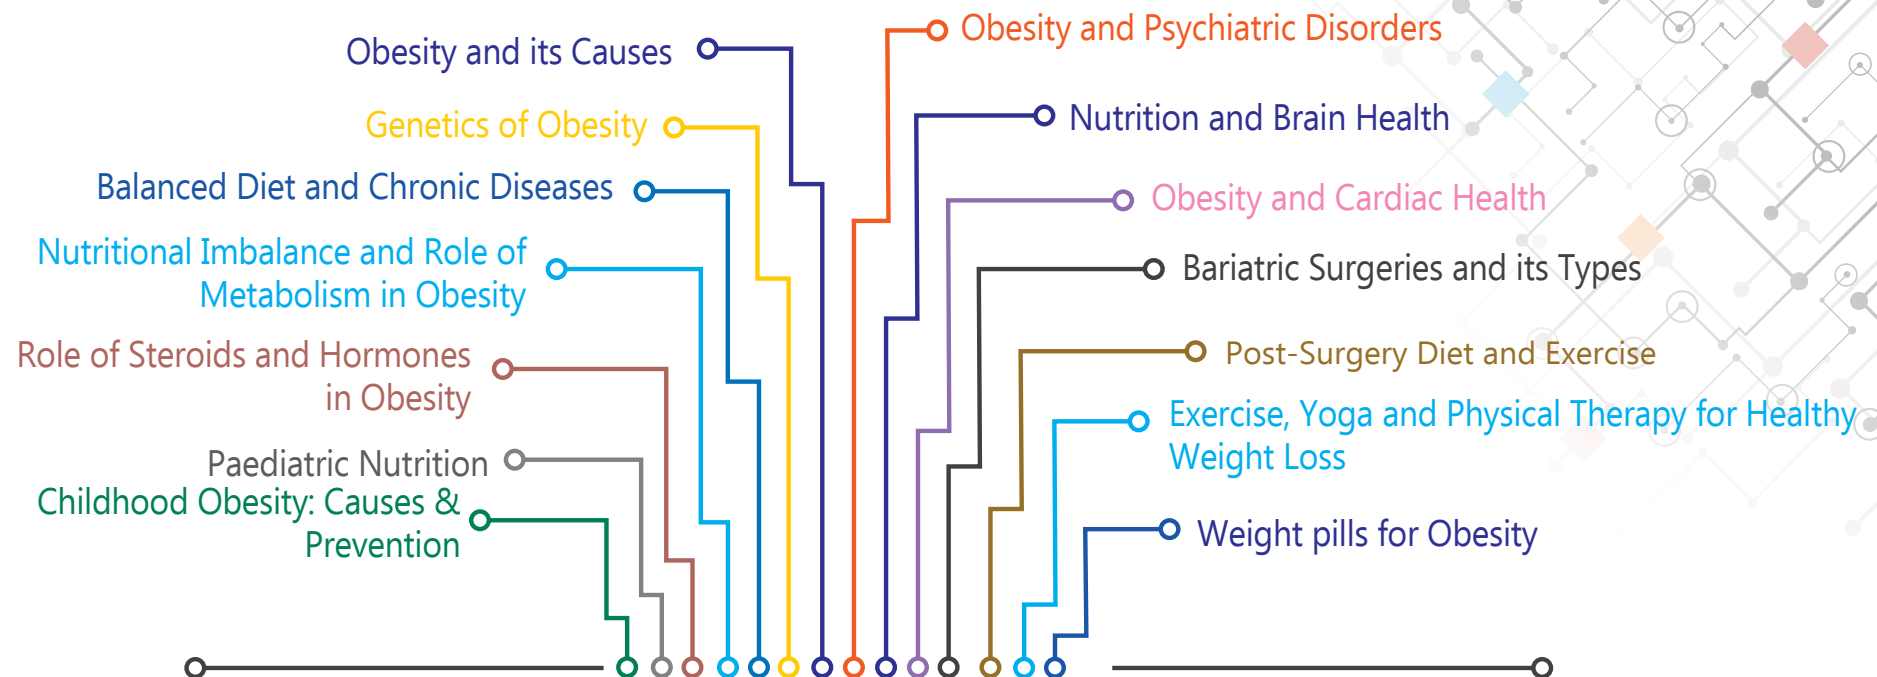 Obesity and its Causes
Genetics of Obesity
Balanced Diet and Chronic Diseases
Nutritional Imbalance and Role of
Metabolism in Obesity
Role of Steroids and Hormones
in Obesity
Paediatric Nutrition
Childhood Obesity: Causes &
Prevention
Obesity and Psychiatric Disorders
Nutrition and Brain Health
Obesity and Cardiac Health
Bariatric Surgeries and its Types
Post-Surgery Diet and Exercise
Exercise, Yoga and Physical Therapy for Healthy
Weight Loss
Weight pills for Obesity